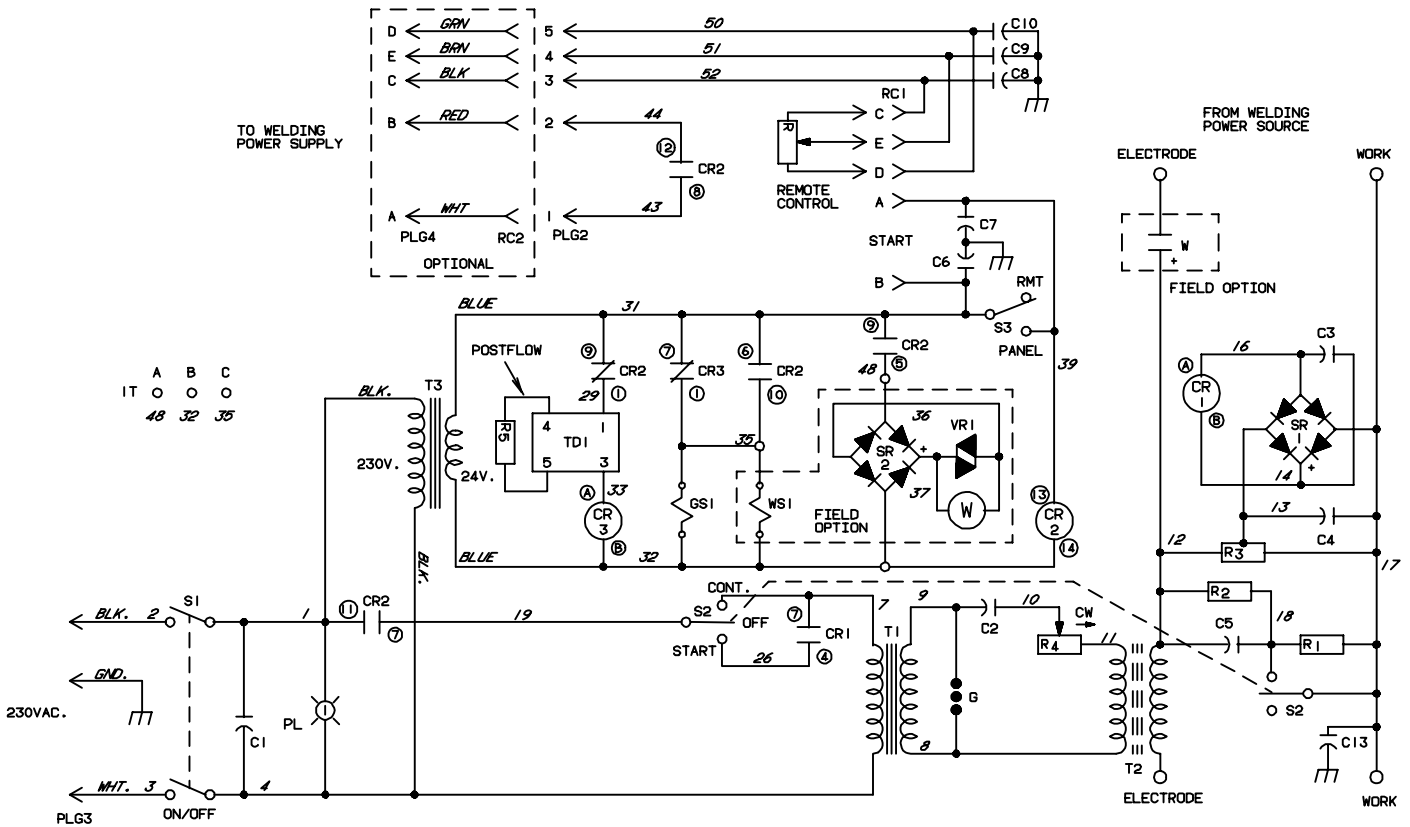 D GRN 5 50 C10
E BRN 4 51 C9
C BLK 3 52 C8
RC1
FROM WELDING
POWER SOURCE
TO WELDING
POWER SUPPLY
B RED 2 44
R C
12 CR2 E
8 D
ELECTRODE WORK
REMOTE
CONTROL
A WHT 1 43 A
PLG4 RC2 PLG2
OPTIONAL
START C7
C6
B RMT
W
+
FIELD OPTION
BLUE 31
S3
PANEL
POSTFLOW
9 CR2 1
7 CR3 1
6 CR2 10
9 CR2 5
48
39
16 C3
A CR 1 B
SR 1
+
14
A B C
1T
48 32 35
BLK. T3
230V. 24V.
29
R5
4 1
TD1
5 3
33
35
36
VR1
SR 2
+
37
W
A CR 3 B
GS1
WS1
FIELD
OPTION
13 CR 2 14
13 C4
12 R3
17
BLUE 32
BLK.
S1
BLK. 2
1
11 CR2 7
19
CONT.
S2 OFF
START
26
7 CR1 4
7 T1 9
C2 10 CW
R4 11
R2
18
C5 R1
GND.
230VAC.
C1
PL 1
G
8
S2
C13
T2
WHT. 3
4
PLG3
ON/OFF
ELECTRODE
WORK